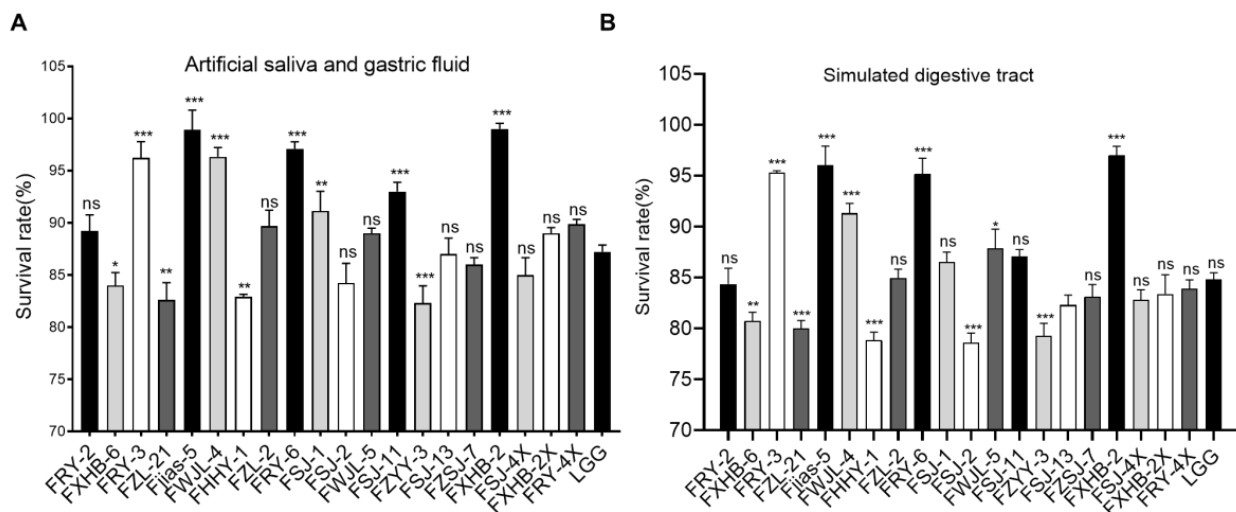 A
Artificial saliva and gastric fluid
Survival rate(%)
105
100
95
90
85
80
75
70
ns * *** ** *** *** ** ns *** ** ns ns *** *** ns ns *** ns ns ns
FRY-2
FXHB-6
FRY-3
FZL-21
Fjias-5
FWJL-4
FHHY-1
FZL-2
FRY-6
FSJ-1
FSJ-2
FWJL-5
FSJ-11
FZYY-3
FSJ-13
FZSJ-7
FXHB-2
FSJ-4X
FXHB-2X
FRY-4X
LGG
B
Simulated digestive tract
Survival rate(%)
105
100
95
90
85
80
75
70
ns ** *** *** *** *** *** ns *** ns *** * ns *** ns *** ns ns ns
FRY-2
FXHB-6
FRY-3
FZL-21
Fjias-5
FWJL-4
FHHY-1
FZL-2
FRY-6
FSJ-1
FSJ-2
FWJL-5
FSJ-11
FZYY-3
FSJ-13
FZSJ-7
FXHB-2
FSJ-4X
FXHB-2X
FRY-4X
LGG